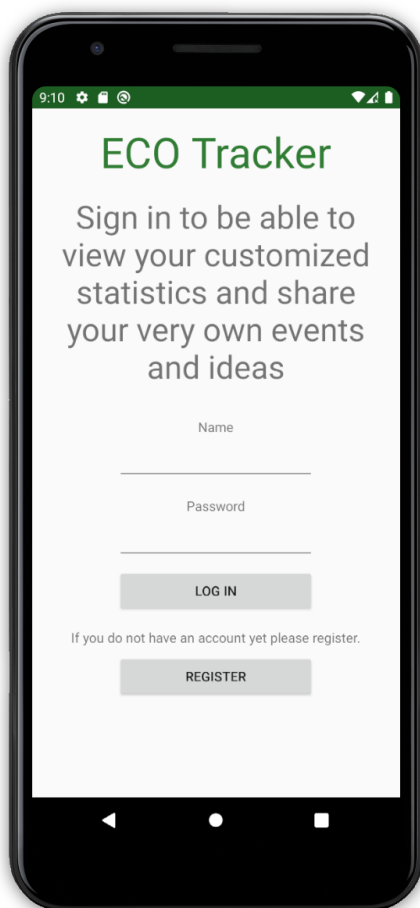 9:10
ECO Tracker
Sign in to be able to
view your customized
statistics and share
your very own events
and ideas
Name
Password
LOG IN
If you do not have an account yet please register.
REGISTER